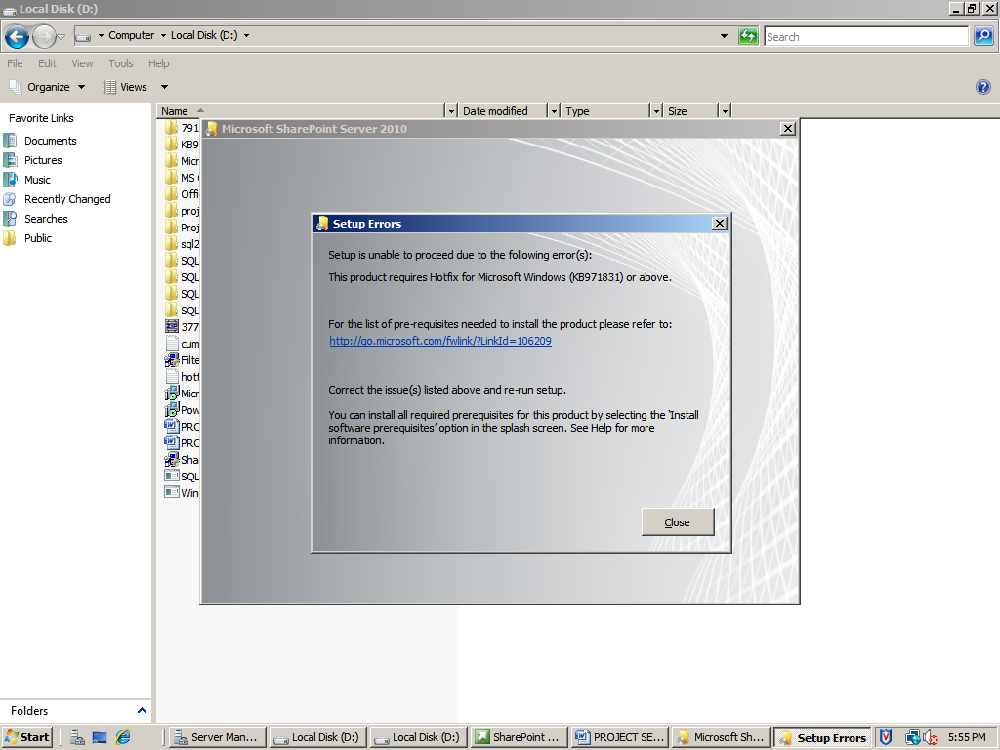 Local Disk (D:)
Computer Local Disk (D:)
Search
File Edit View Tools Help
Organize Views
Name Date modified Type Size
Favorite Links
Documents
Pictures
Music
Recently Changed
Searches
Public
Folders
791
KB9
Micr
MS
Offi
proj
Proj
sql2
SQL
SQL
SQL
SQL
377
cum
Filte
hotf
Micr
Pow
PRC
PRC
Sha
SQL
Win
Microsoft SharePoint Server 2010
Setup Errors
Setup is unable to proceed due to the following error(s):
This product requires Hotfix for Microsoft Windows (KB971831) or above.
For the list of pre-requisites needed to install the product please refer to:
http://go.microsoft.com/fwlink/?LinkId=106209
Correct the issue(s) listed above and re-run setup.
You can install all required prerequisites for this product by selecting the 'Install
software prerequisites' option in the splash screen. See Help for more
information.
Close
Start Server Man... Local Disk (D:) Local Disk (D:) SharePoint ... PROJECT SE... Microsoft Sh... Setup Errors 5:55 PM